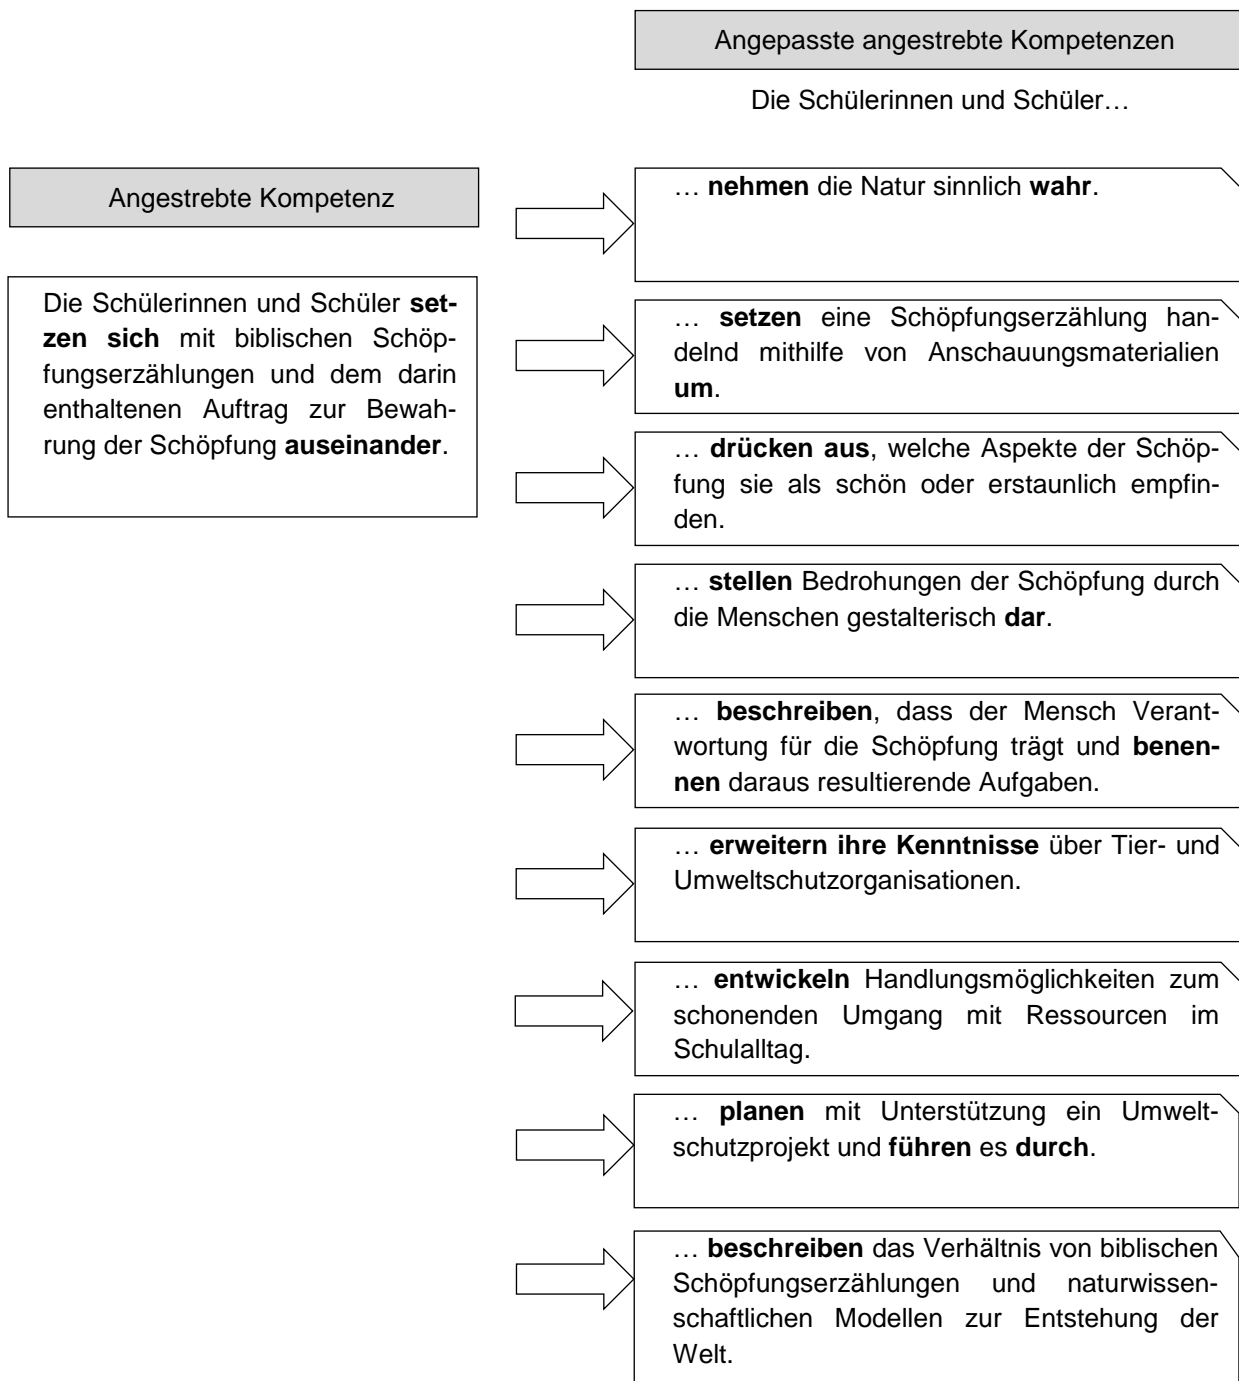 Angepasste angestrebte Kompetenzen
Die Schülerinnen und Schüler…
Angestrebte Kompetenz
Die Schülerinnen und Schüler set-
zen sich mit biblischen Schöp-
fungserzählungen und dem darin
enthaltenen Auftrag zur Bewah-
rung der Schöpfung auseinander.
… nehmen die Natur sinnlich wahr.
… setzen eine Schöpfungserzählung han-
delnd mithilfe von Anschauungsmaterialien
um.
… drücken aus, welche Aspekte der Schöp-
fung sie als schön oder erstaunlich empfin-
den.
… stellen Bedrohungen der Schöpfung durch
die Menschen gestalterisch dar.
… beschreiben, dass der Mensch Verant-
wortung für die Schöpfung trägt und benen-
nen daraus resultierende Aufgaben.
… erweitern ihre Kenntnisse über Tier- und
Umweltschutzorganisationen.
… entwickeln Handlungsmöglichkeiten zum
schonenden Umgang mit Ressourcen im
Schulalltag.
… planen mit Unterstützung ein Umwelt-
schutzprojekt und führen es durch.
… beschreiben das Verhältnis von biblischen
Schöpfungserzählungen und naturwissen-
schaftlichen Modellen zur Entstehung der
Welt.